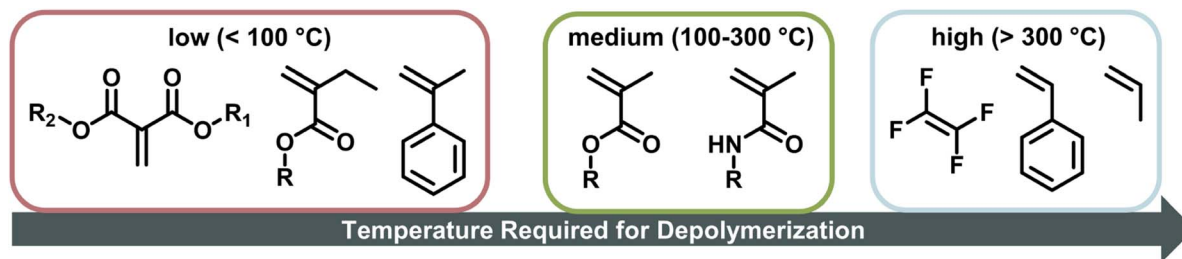 low (< 100 °C)
medium (100-300 °C)
high (> 300 °C)
O
O
R₂
O
O
R₁
O
O
R
O
O
R
HN
O
R
F
F
F
F
Temperature Required for Depolymerization